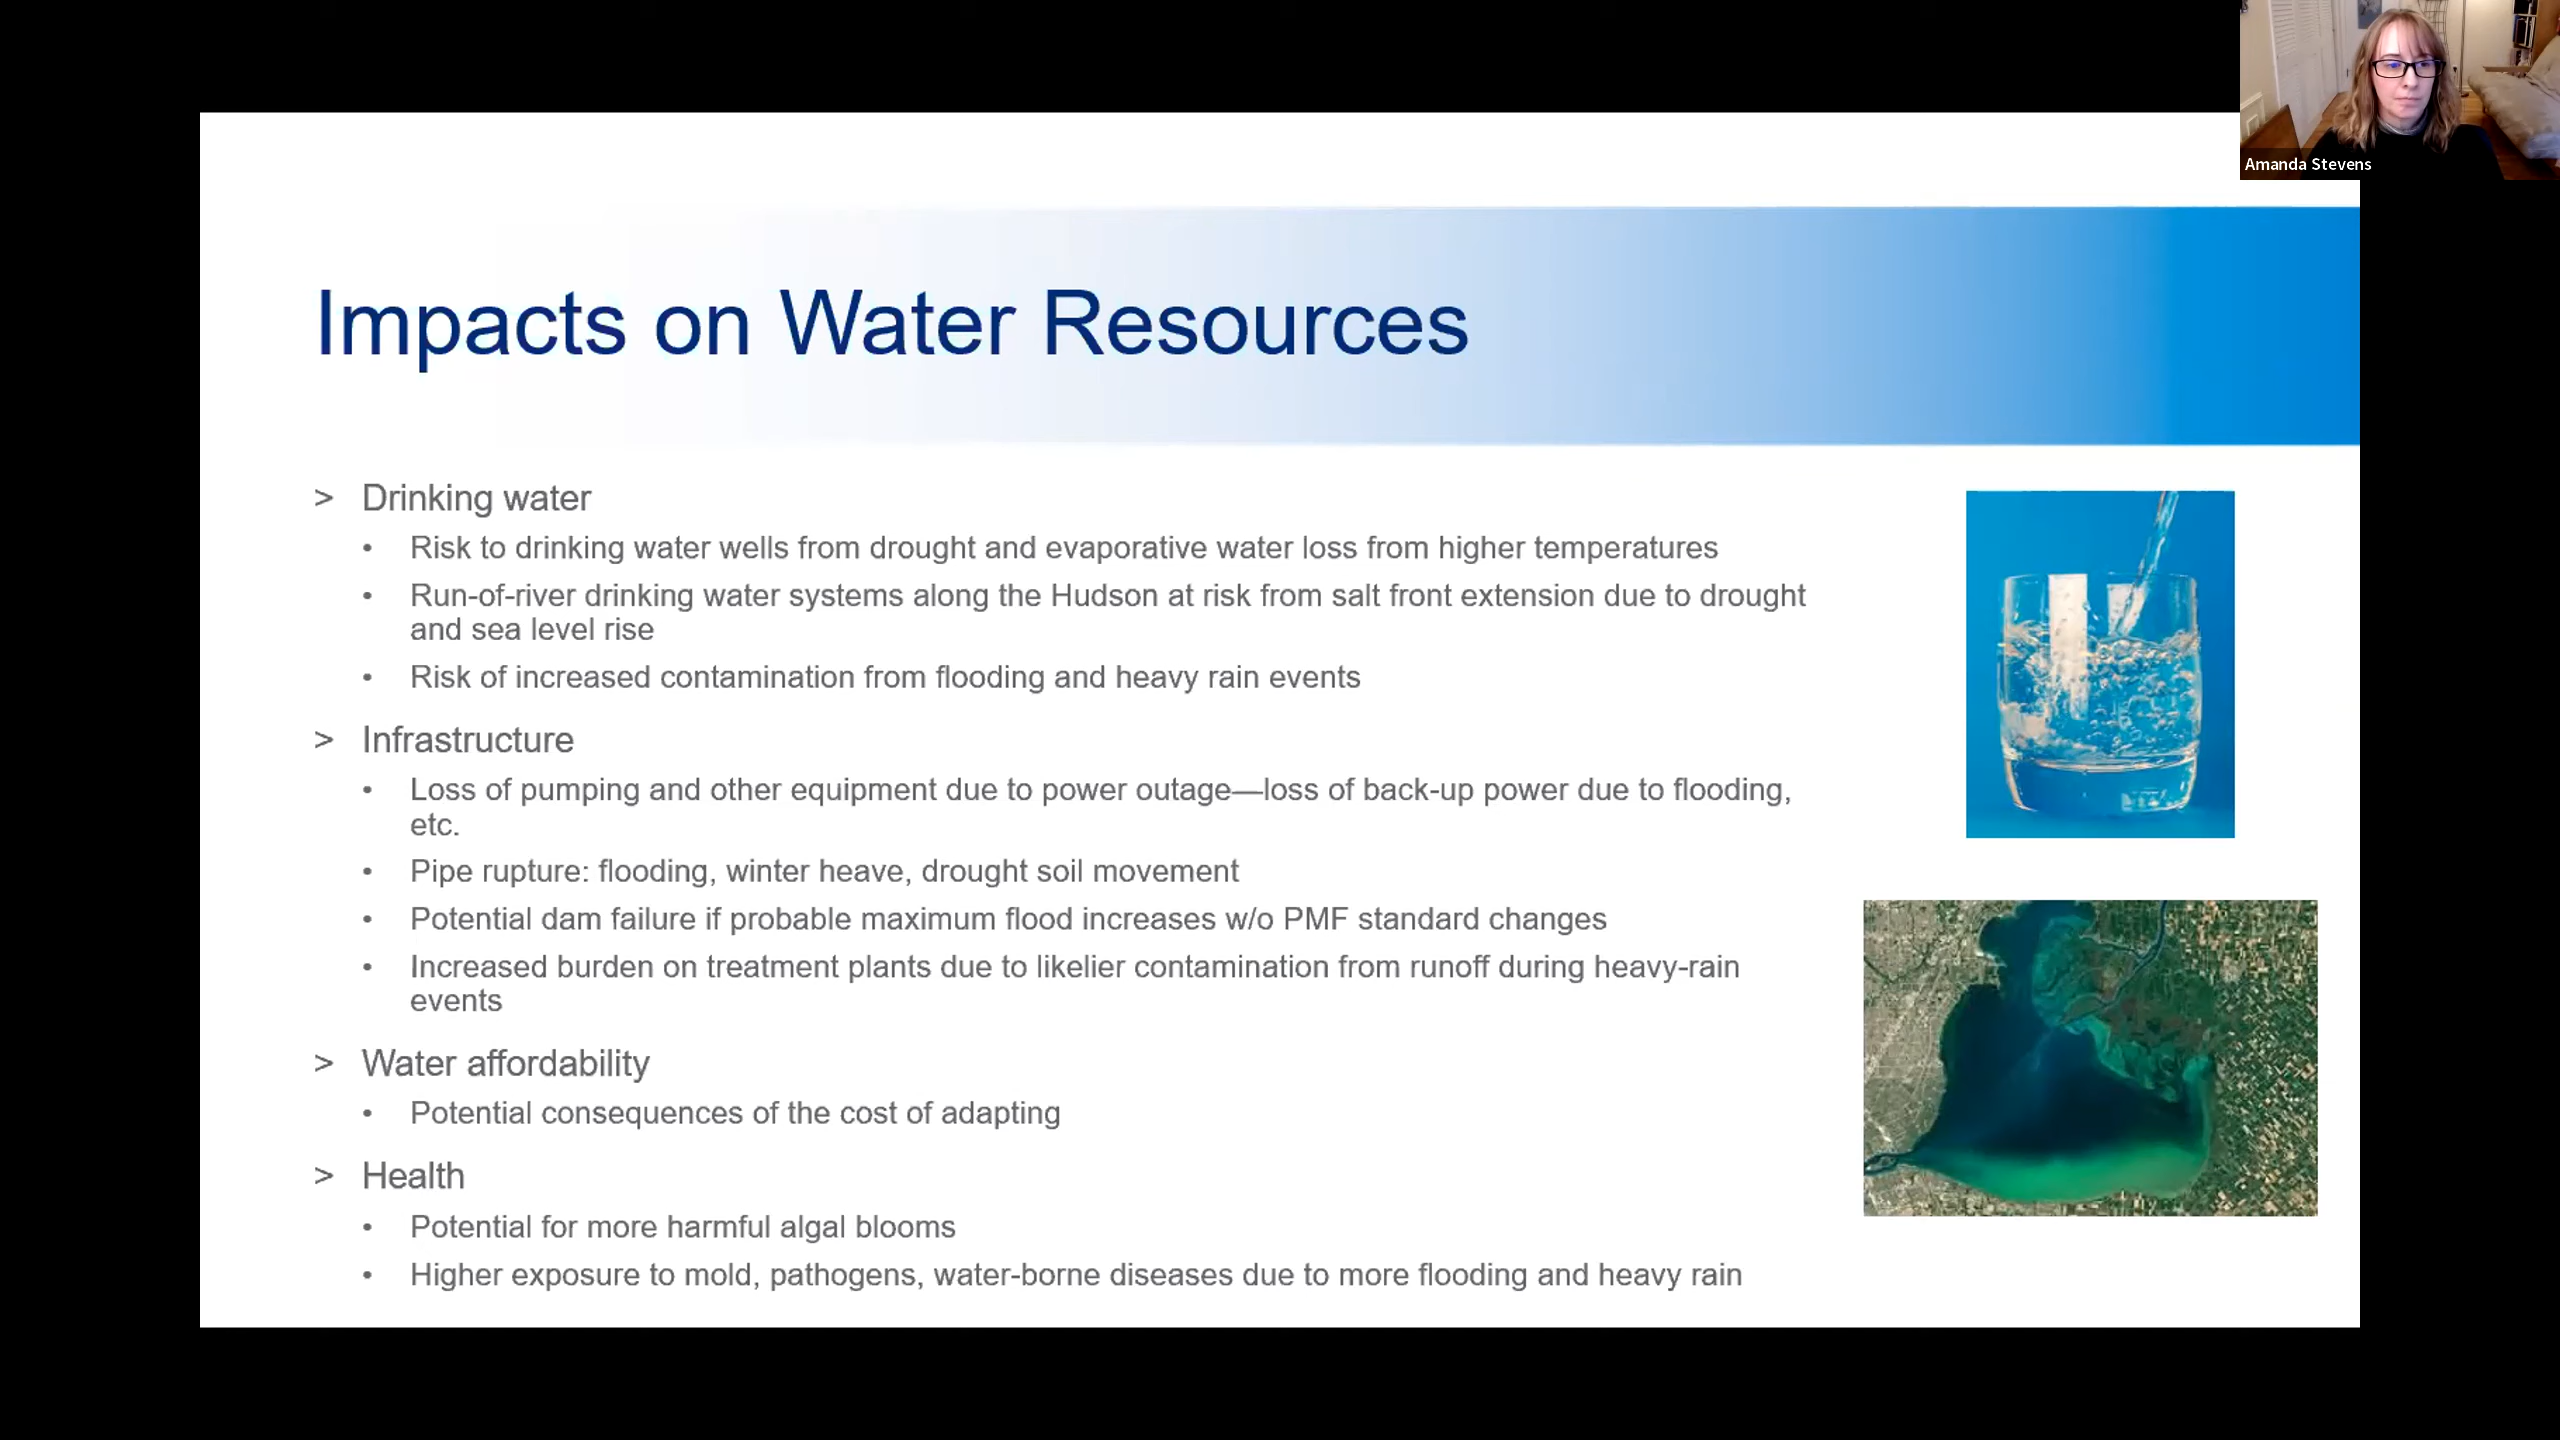 Amanda Stevens
Impacts on Water Resources
> Drinking water
• Risk to drinking water wells from drought and evaporative water loss from higher temperatures
• Run-of-river drinking water systems along the Hudson at risk from salt front extension due to drought
and sea level rise
• Risk of increased contamination from flooding and heavy rain events
> Infrastructure
• Loss of pumping and other equipment due to power outage—loss of back-up power due to flooding,
etc.
• Pipe rupture: flooding, winter heave, drought soil movement
• Potential dam failure if probable maximum flood increases w/o PMF standard changes
• Increased burden on treatment plants due to likelier contamination from runoff during heavy-rain
events
> Water affordability
• Potential consequences of the cost of adapting
> Health
• Potential for more harmful algal blooms
• Higher exposure to mold, pathogens, water-borne diseases due to more flooding and heavy rain